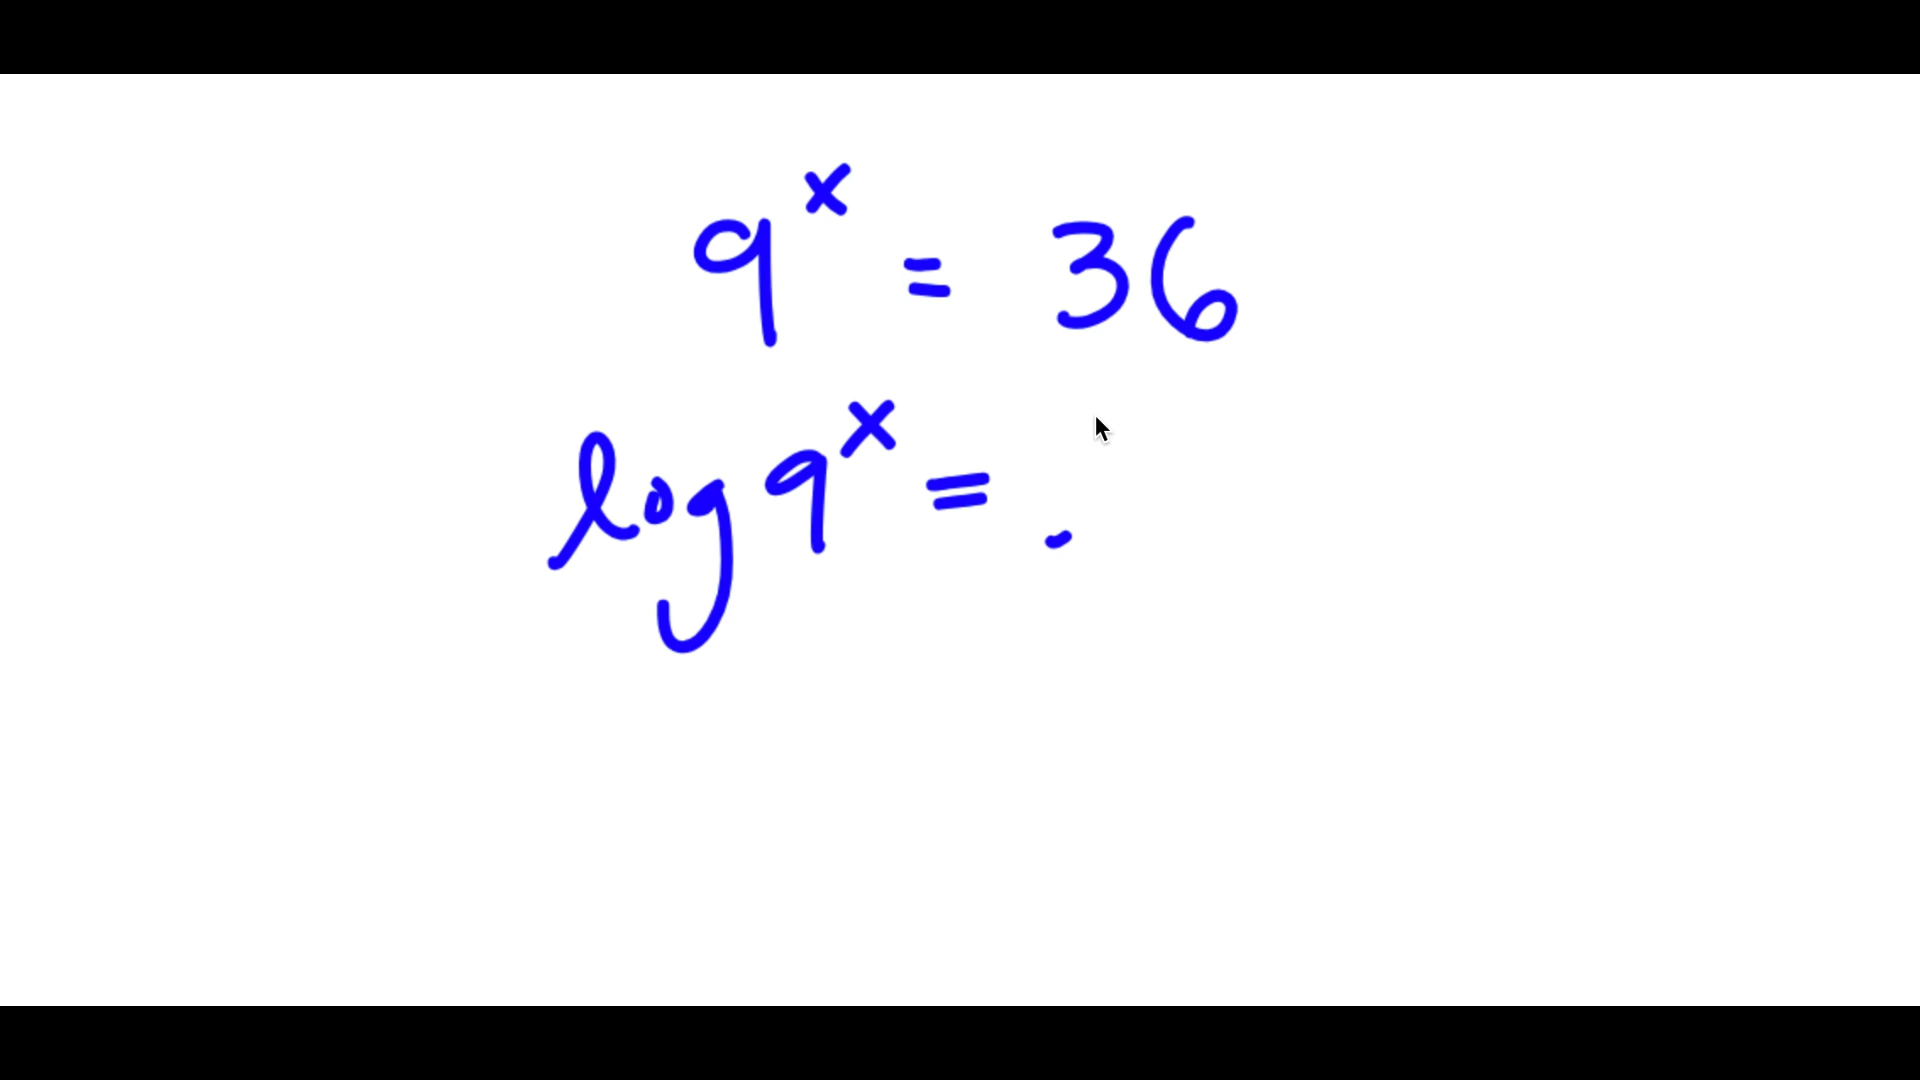 9^x = 36
log 9^x =